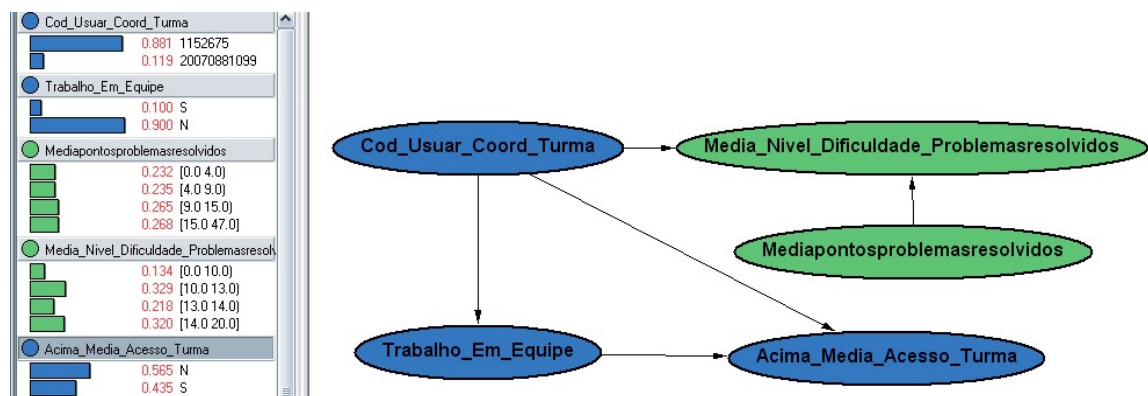 Cod_Usuar_Coord_Turma
0.881 1152675
0.119 20070881099
Trabalho_Em_Equipe
0.100 S
0.900 N
Mediapontosproblemasresolvidos
0.232 [0.0 4.0)
0.235 [4.0 9.0)
0.265 [9.0 15.0)
0.268 [15.0 47.0]
Media_Nivel_Dificuldade_Problemasresolv
0.134 [0.0 10.0)
0.329 [10.0 13.0)
0.218 [13.0 14.0)
0.320 [14.0 20.0]
Acima_Media_Acesso_Turma
0.565 N
0.435 S
Cod_Usuar_Coord_Turma
Media_Nivel_Dificuldade_Problemasresolvidos
Mediapontosproblemasresolvidos
Trabalho_Em_Equipe
Acima_Media_Acesso_Turma